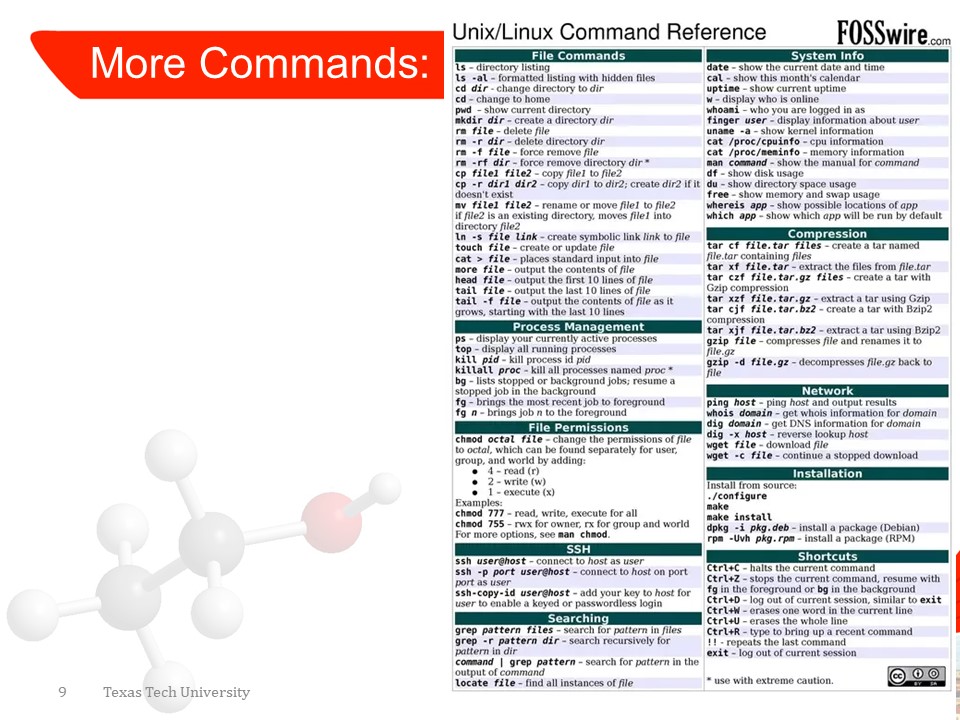 More Commands:
Unix/Linux Command Reference
FOSSwire.com
File Commands
ls – directory listing
ls -al – formatted listing with hidden files
cd dir - change directory to dir
cd – change to home
pwd – show current directory
mkdir dir – create a directory dir
rm file – delete file
rm -r dir – delete directory dir
rm -f file – force remove file
rm -rf dir – force remove directory dir *
cp file1 file2 – copy file1 to file2
cp -r dir1 dir2 – copy dir1 to dir2; create dir2 if it
doesn't exist
mv file1 file2 – rename or move file1 to file2
if file2 is an existing directory, moves file1 into
directory file2
ln -s file link – create symbolic link link to file
touch file – create or update file
cat > file – places standard input into file
more file – output the contents of file
head file – output the first 10 lines of file
tail file – output the last 10 lines of file
tail -f file – output the contents of file as it
grows, starting with the last 10 lines
Process Management
ps – display your currently active processes
top – display all running processes
kill pid – kill process id pid
killall proc – kill all processes named proc *
bg – lists stopped or background jobs; resume a
stopped job in the background
fg – brings the most recent job to foreground
fg n – brings job n to the foreground
File Permissions
chmod octal file – change the permissions of file
to octal, which can be found separately for user,
group, and world by adding:
● 4 – read (r)
● 2 – write (w)
● 1 – execute (x)
Examples:
chmod 777 – read, write, execute for all
chmod 755 – rwx for owner, rx for group and world
For more options, see man chmod.
SSH
ssh user@host – connect to host as user
ssh -p port user@host – connect to host on port
port as user
ssh-copy-id user@host – add your key to host for
user to enable a keyed or passwordless login
Searching
grep pattern files – search for pattern in files
grep -r pattern dir – search recursively for
pattern in dir
command | grep pattern – search for pattern in the
output of command
locate file – find all instances of file
System Info
date – show the current date and time
cal – show this month's calendar
uptime – show current uptime
w – display who is online
whoami – who you are logged in as
finger user – display information about user
uname -a – show kernel information
cat /proc/cpuinfo – cpu information
cat /proc/meminfo – memory information
man command – show the manual for command
df – show disk usage
du – show directory space usage
free – show memory and swap usage
whereis app – show possible locations of app
which app – show which app will be run by default
Compression
tar cf file.tar files – create a tar named
file.tar containing files
tar xf file.tar – extract the files from file.tar
tar czf file.tar.gz files – create a tar with
Gzip compression
tar xzf file.tar.gz – extract a tar using Gzip
tar cjf file.tar.bz2 – create a tar with Bzip2
compression
tar xjf file.tar.bz2 – extract a tar using Bzip2
gzip file – compresses file and renames it to
file.gz
gzip -d file.gz – decompresses file.gz back to
file
Network
ping host – ping host and output results
whois domain – get whois information for domain
dig domain – get DNS information for domain
dig -x host – reverse lookup host
wget file – download file
wget -c file – continue a stopped download
Installation
Install from source:
./configure
make
make install
dpkg -i pkg.deb – install a package (Debian)
rpm -Uvh pkg.rpm – install a package (RPM)
Shortcuts
Ctrl+C – halts the current command
Ctrl+Z – stops the current command, resume with
fg in the foreground or bg in the background
Ctrl+D – log out of current session, similar to exit
Ctrl+W – erases one word in the current line
Ctrl+U – erases the whole line
Ctrl+R – type to bring up a recent command
!! - repeats the last command
exit – log out of current session
* use with extreme caution.
cc
BY
SA
9
Texas Tech University